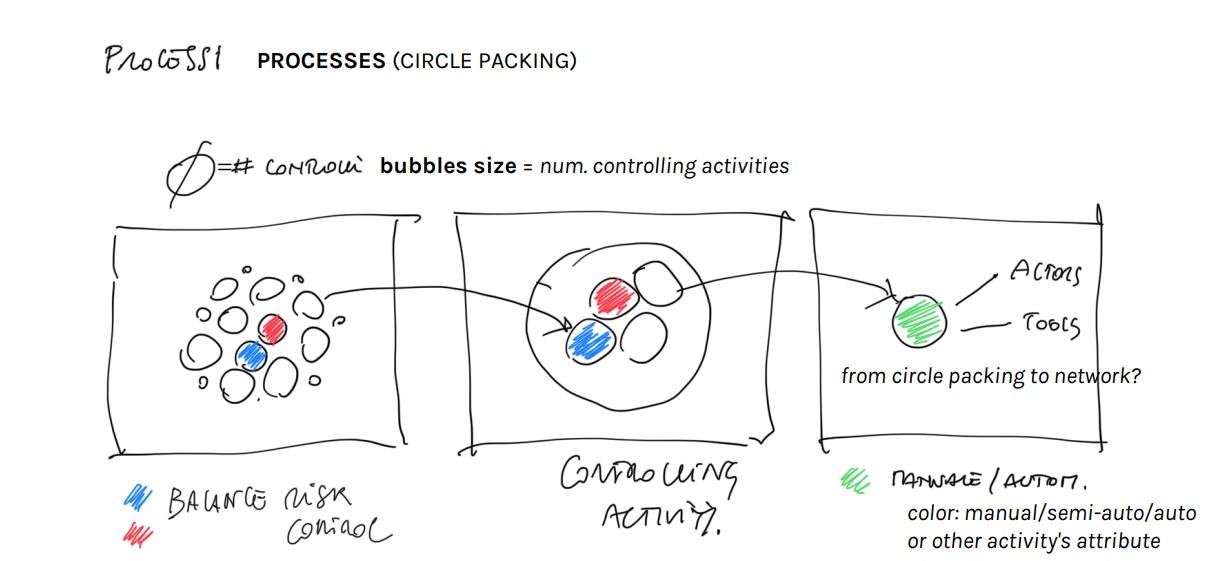 PROCESSI PROCESSES (CIRCLE PACKING)
Ø=# CONTROLLI bubbles size = num. controlling activities
ACTORS
TOOLS
from circle packing to network?
BALANCE RISK
CONTROL
CONTROLLING
ACTIVITY.
MANUALE/AUTOM.
color: manual/semi-auto/auto
or other activity's attribute